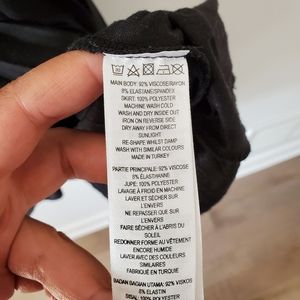 MAIN BODY: 92% VISCOSE/RAYON
8% ELASTANE/SPANDEX
SKIRT: 100% POLYESTER
MACHINE WASH COLD
WASH AND DRY INSIDE OUT
IRON ON REVERSE SIDE
DRY AWAY FROM DIRECT
SUNLIGHT
RE-SHAPE WHILST DAMP
WASH WITH SIMILAR COLOURS
MADE IN TURKEY
PARTIE PRINCIPALE: 92% VISCOSE
8% ÉLASTHANNE
JUPE: 100% POLYESTER
LAVAGE À FROID EN MACHINE
LAVER ET SÉCHER SUR
L'ENVERS
NE REPASSER QUE SUR
L'ENVERS
FAIRE SÉCHER À L'ABRIS DU
SOLEIL
REDONNER FORME AU VÊTEMENT
ENCORE HUMIDE
LAVER AVEC DES COULEURS
SIMILAIRES
FABRIQUÉ EN TURQUIE
BADAN BAGIAN UTAMA: 92% VISKOS
8% ELASTIN
100% POLIESTER